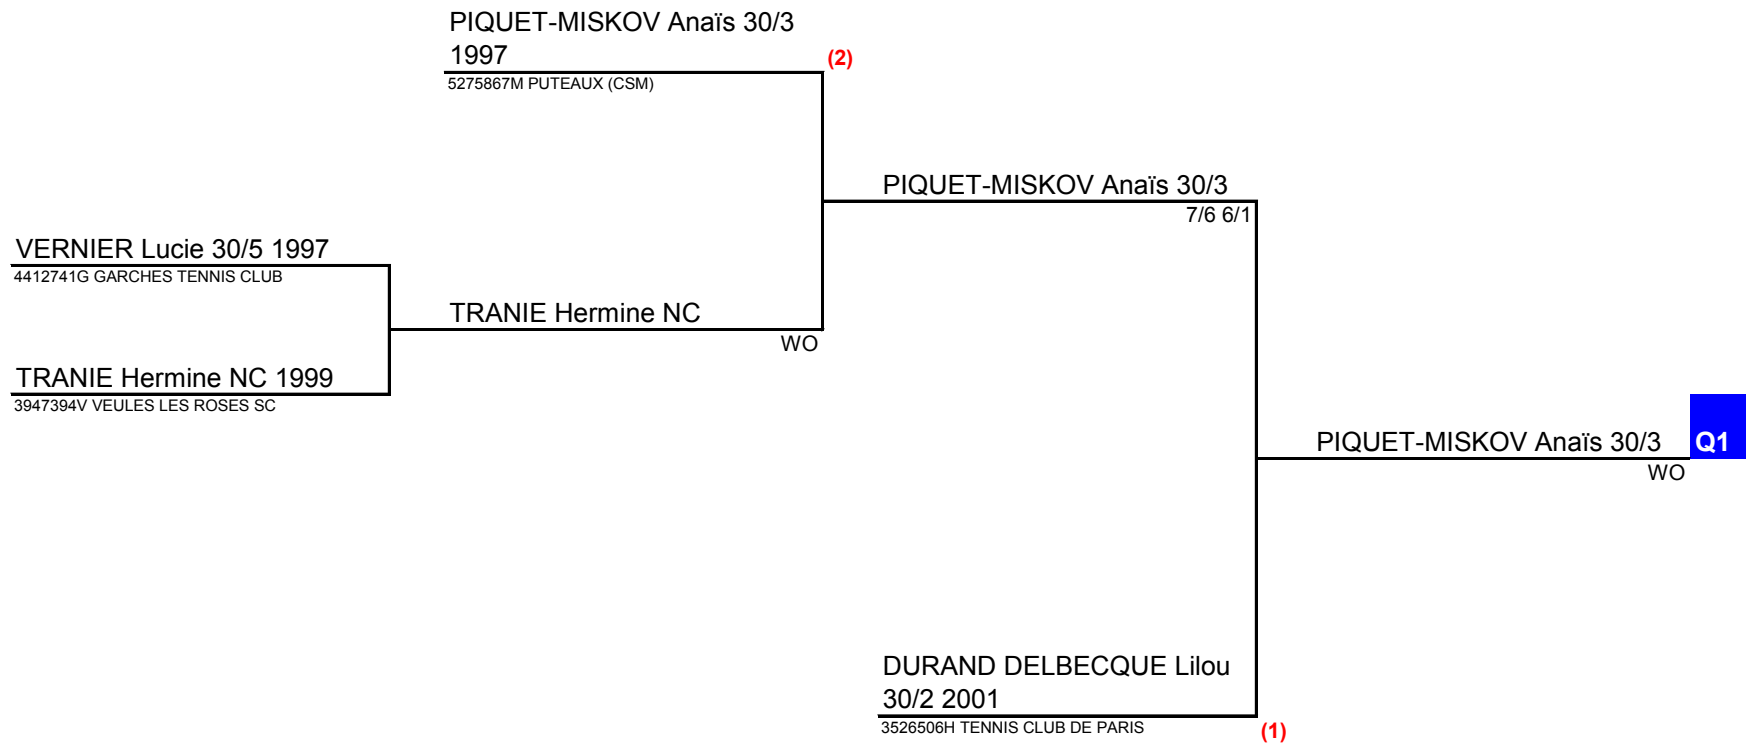 PIQUET-MISKOV Anaïs 30/3
1997
(2)
5275867M PUTEAUX (CSM)
PIQUET-MISKOV Anaïs 30/3
7/6 6/1
VERNIER Lucie 30/5 1997
4412741G GARCHES TENNIS CLUB
TRANIE Hermine NC
WO
TRANIE Hermine NC 1999
3947394V VEULES LES ROSES SC
PIQUET-MISKOV Anaïs 30/3
Q1
WO
DURAND DELBECQUE Lilou
30/2 2001
3526506H TENNIS CLUB DE PARIS
(1)